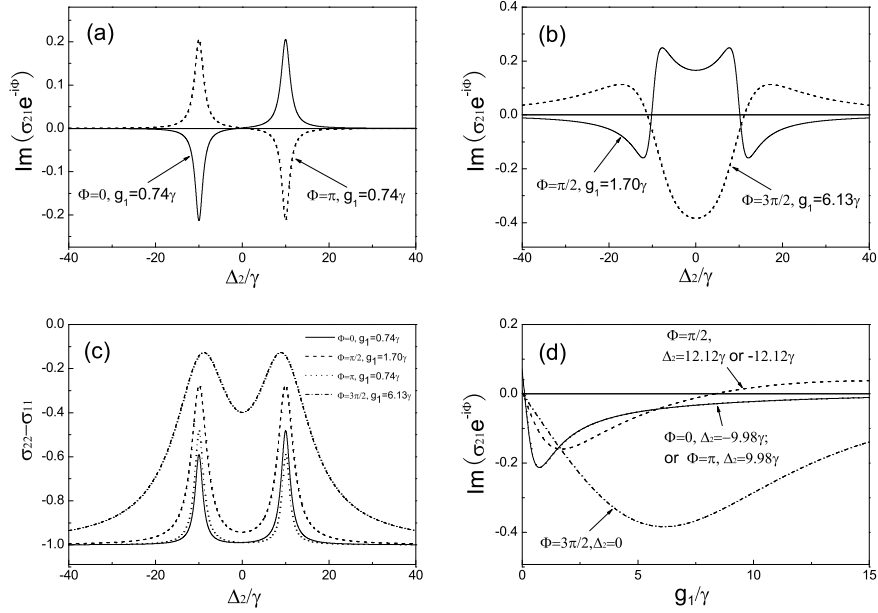 (a)
0.2
0.1
0.0
-0.1
-0.2
Im (σ₂₁e⁻ⁱΦ)
Φ=0, g₁=0.74γ
Φ=π, g₁=0.74γ
-40 -20 0 20 40
Δ₂/γ
(b)
0.4
0.2
0.0
-0.2
-0.4
Im (σ₂₁e⁻ⁱΦ)
Φ=π/2, g₁=1.70γ
Φ=3π/2, g₁=6.13γ
-40 -20 0 20 40
Δ₂/γ
(c)
0.0
-0.2
-0.4
-0.6
-0.8
-1.0
σ₂₂−σ₁₁
Φ=0, g₁=0.74γ
Φ=π/2, g₁=1.70γ
Φ=π, g₁=0.74γ
Φ=3π/2, g₁=6.13γ
-40 -20 0 20 40
Δ₂/γ
(d)
0.2
0.0
-0.2
-0.4
Im (σ₂₁e⁻ⁱΦ)
Φ=π/2,
Δ₂=12.12γ or -12.12γ
Φ=0, Δ₂=−9.98γ;
or Φ=π, Δ₂=9.98γ
Φ=3π/2,Δ₂=0
0 5 10 15
g₁/γ